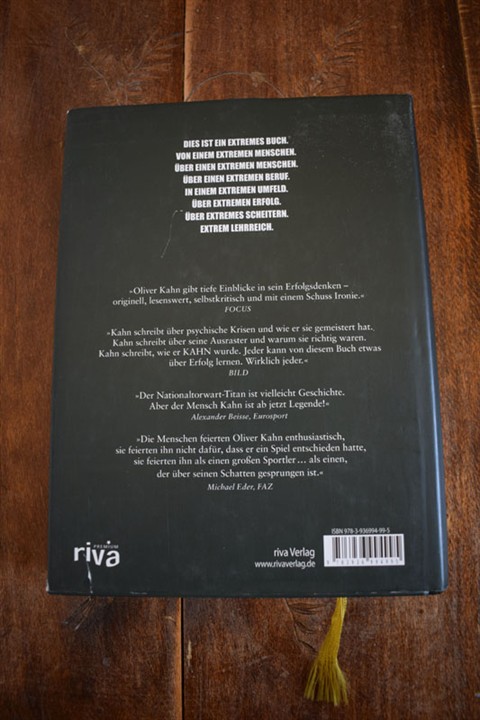 DIES IST EIN EXTREMES BUCH.
VON EINEM EXTREMEN MENSCHEN.
ÜBER EINEN EXTREMEN MENSCHEN.
ÜBER EINEN EXTREMEN BERUF.
IN EINEM EXTREMEN UMFELD.
ÜBER EXTREMEN ERFOLG.
ÜBER EXTREMES SCHEITERN.
EXTREM LEHRREICH.
»Oliver Kahn gibt tiefe Einblicke in sein Erfolgsdenken –
originell, lesenswert, selbstkritisch und mit einem Schuss Ironie.«
FOCUS
»Kahn schreibt über psychische Krisen und wie er sie gemeistert hat.
Kahn schreibt über seine Ausraster und warum sie richtig waren.
Kahn schreibt, wie er KAHN wurde. Jeder kann von diesem Buch etwas
über Erfolg lernen. Wirklich jeder.«
BILD
»Der Nationaltorwart-Titan ist vielleicht Geschichte.
Aber der Mensch Kahn ist ab jetzt Legende!«
Alexander Beisse, Eurosport
»Die Menschen feierten Oliver Kahn enthusiastisch,
sie feierten ihn nicht dafür, dass er ein Spiel entschieden hatte,
sie feierten ihn als einen großen Sportler… als einen,
der über seinen Schatten gesprungen ist.«
Michael Eder, FAZ
PREMIUM
riva
riva Verlag
www.rivaverlag.de
ISBN 978-3-936994-99-5